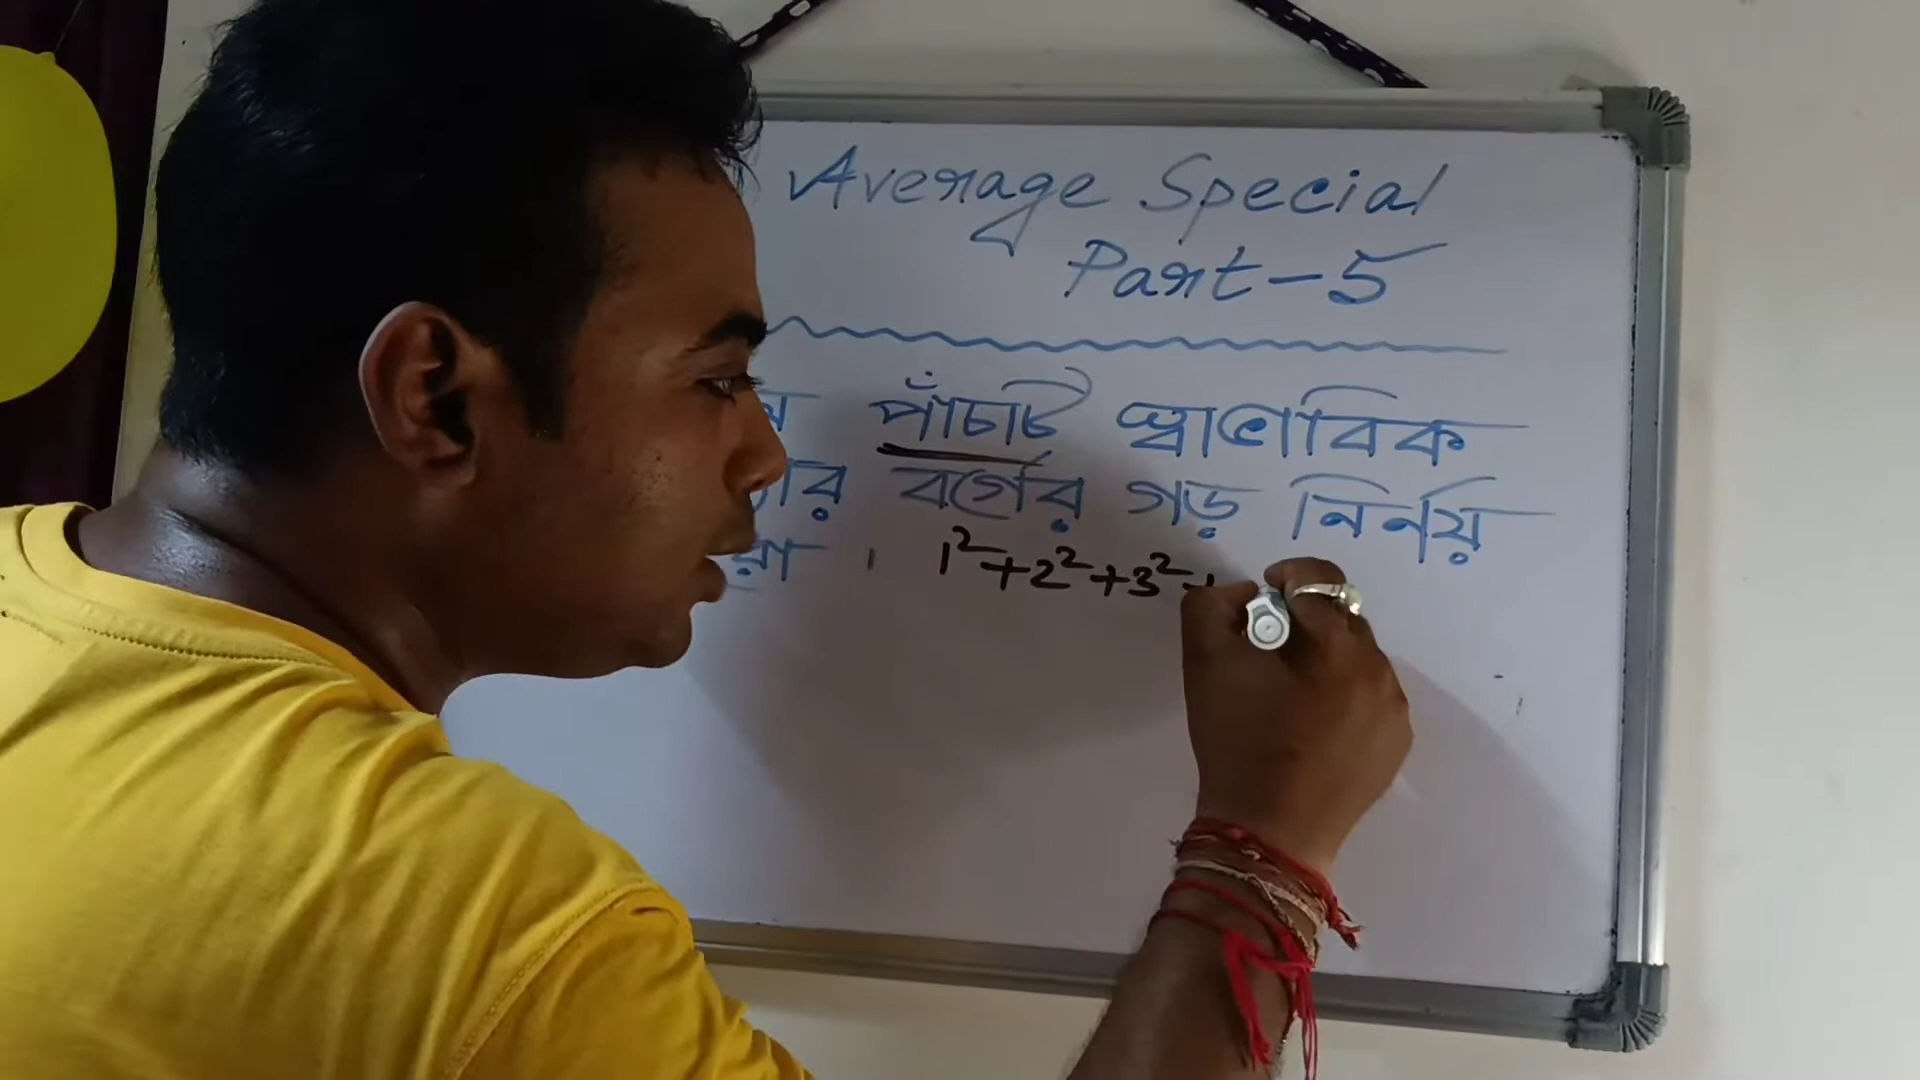 Average Special
Part-5
পাঁচটি স্বাভাবিক
বর্গের গড় নির্ণয়
। 1²+2²+3²+